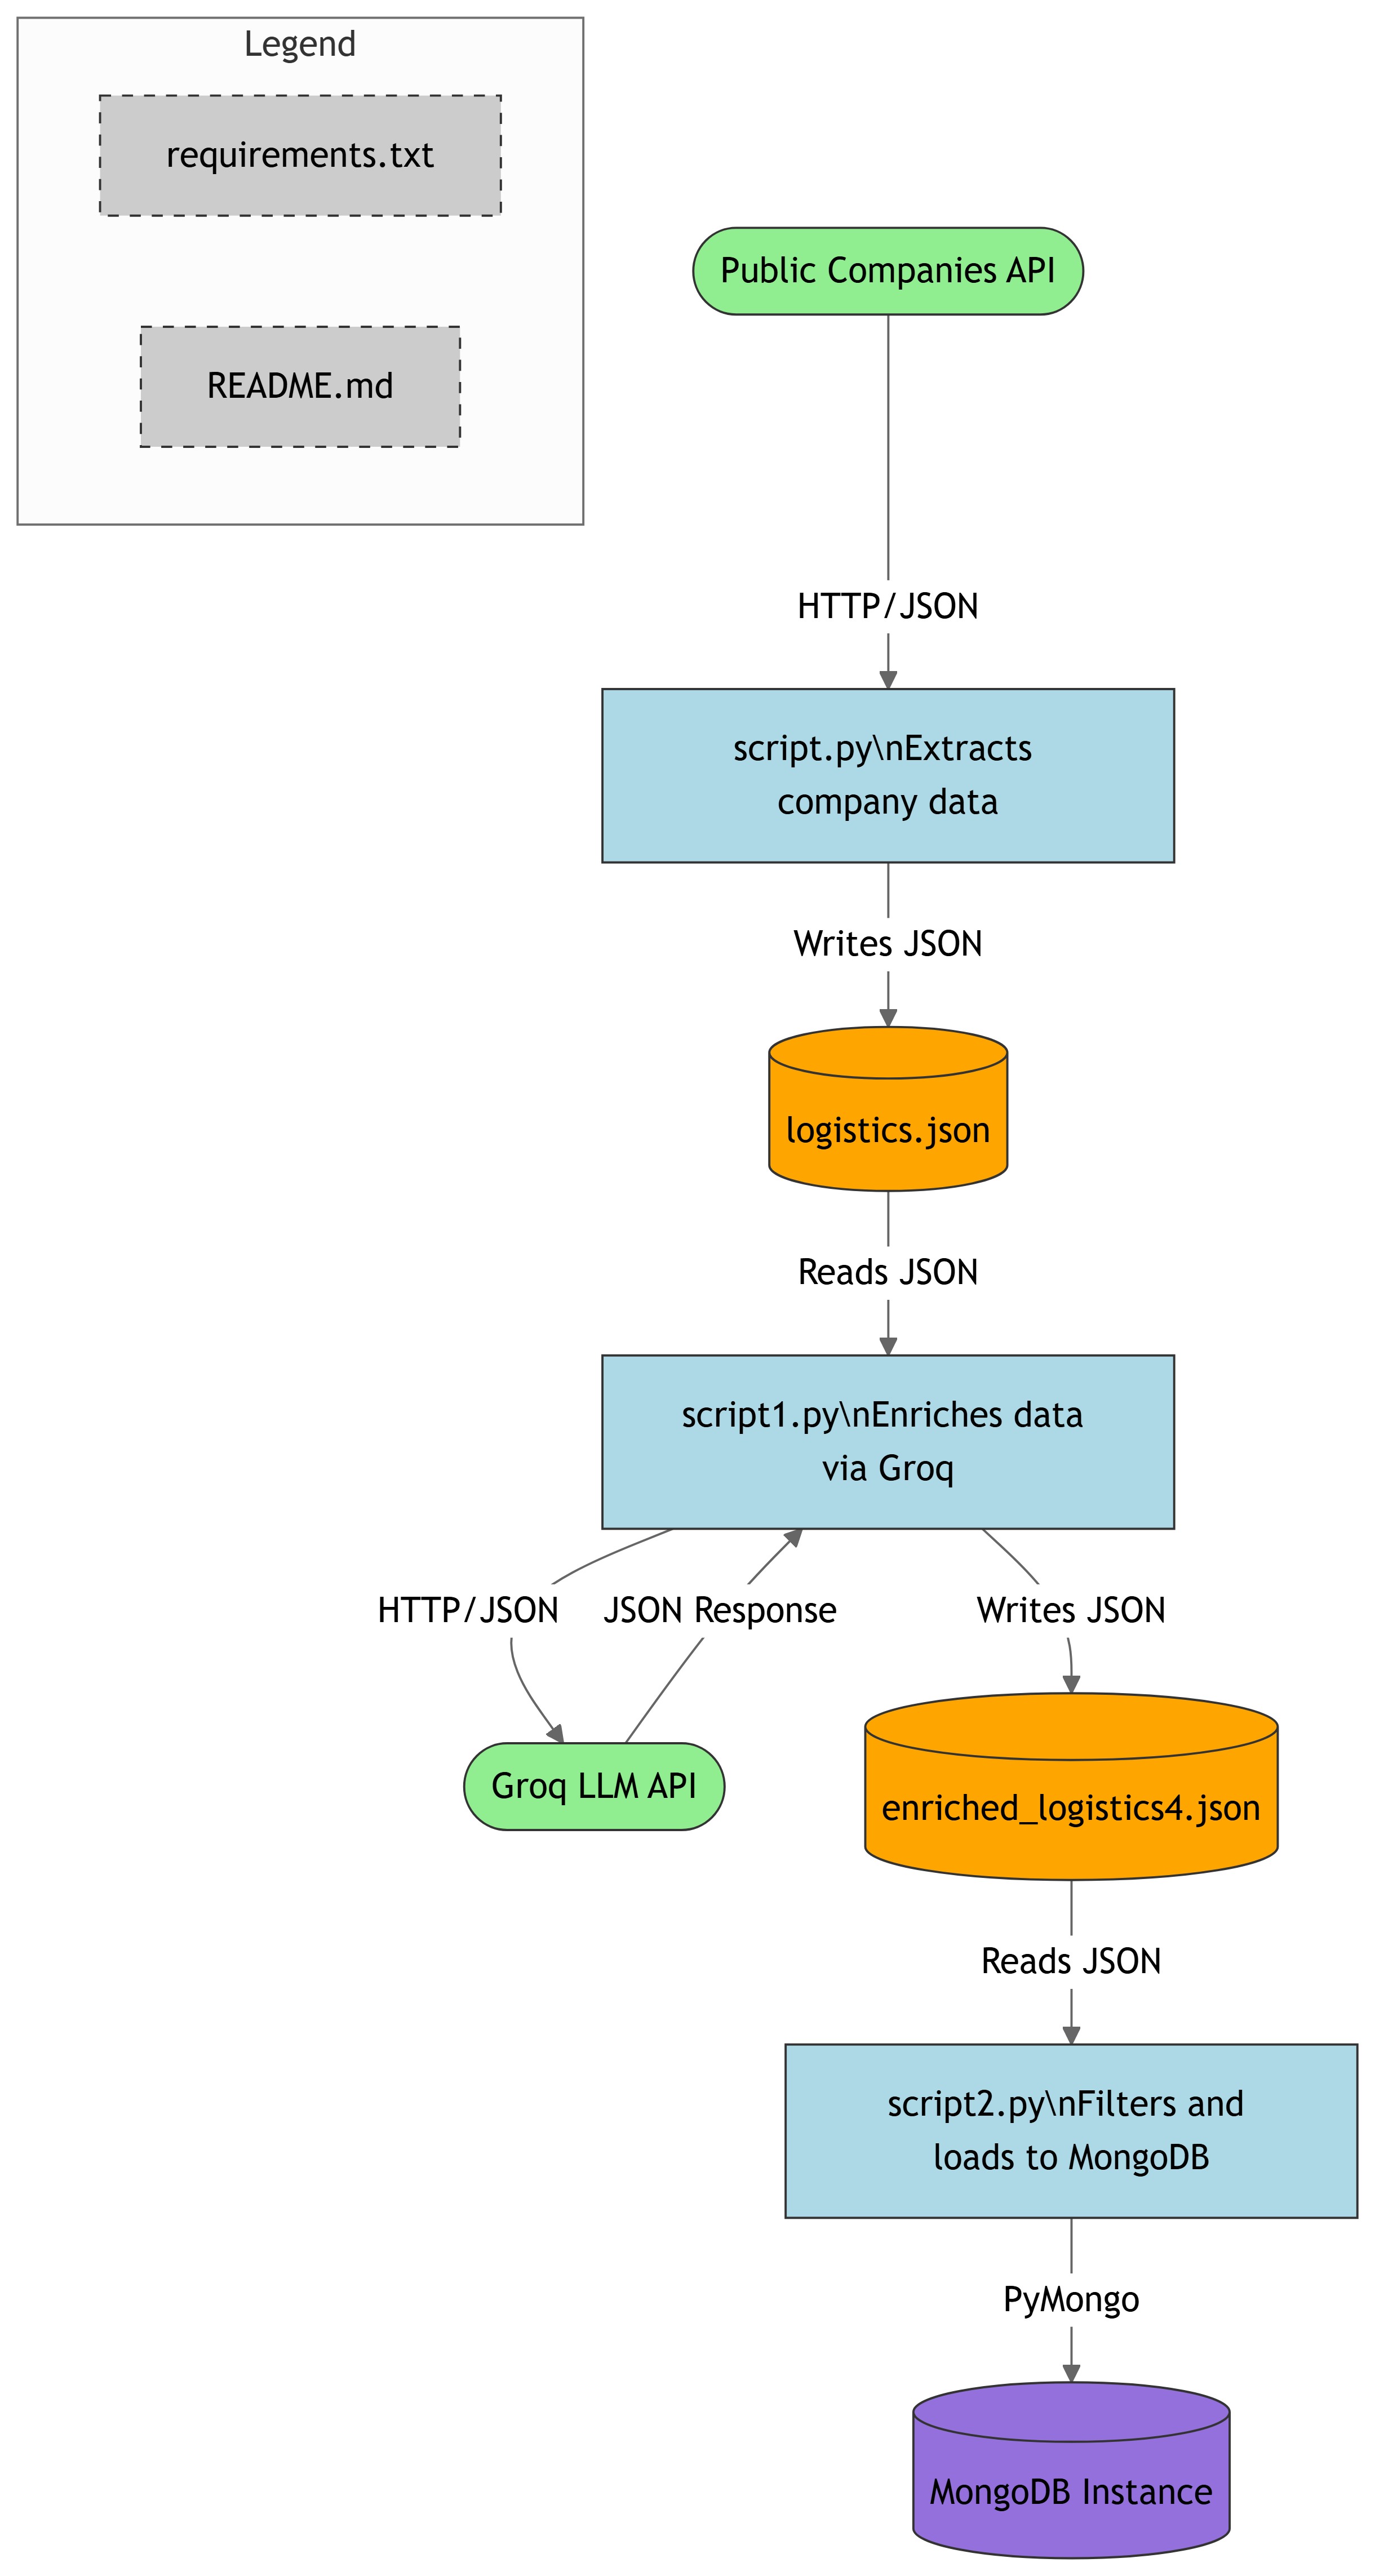 Legend
requirements.txt
README.md
Public Companies API
HTTP/JSON
script.py\nExtracts
company data
Writes JSON
logistics.json
Reads JSON
script1.py\nEnriches data
via Groq
HTTP/JSON
JSON Response
Writes JSON
Groq LLM API
enriched_logistics4.json
Reads JSON
script2.py\nFilters and
loads to MongoDB
PyMongo
MongoDB Instance